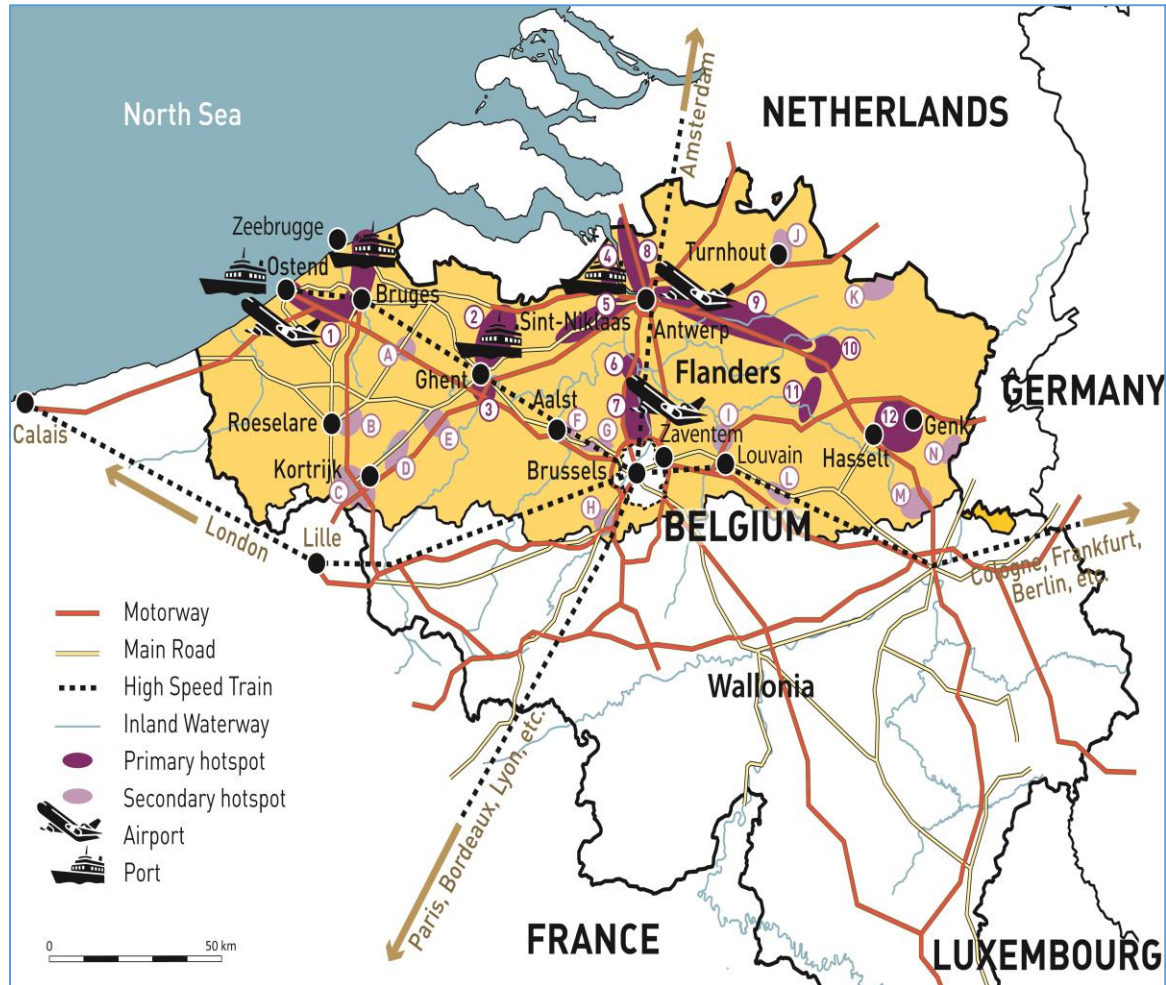 North Sea
NETHERLANDS
Amsterdam
Zeebrugge
Ostend
Bruges
Turnhout
J
K
4
8
9
5
2
1
Sint-Niklaas
Antwerp
10
A
Ghent
6
Flanders
11
GERMANY
3
Aalst
7
12
Genk
Calais
Roeselare
B
E
F
G
Zaventem
I
Hasselt
N
Kortrijk
D
C
Brussels
Louvain
L
M
H
BELGIUM
London
Lille
Cologne, Frankfurt,
Berlin, etc.
Wallonia
Paris, Bordeaux, Lyon, etc.
Motorway
Main Road
High Speed Train
Inland Waterway
Primary hotspot
Secondary hotspot
Airport
Port
0
50 km
FRANCE
LUXEMBOURG